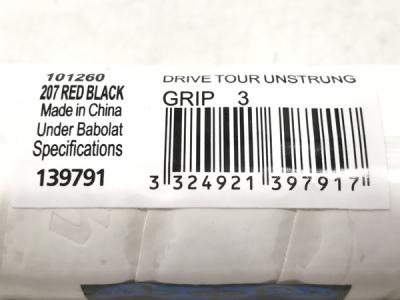 101260
207 RED BLACK
Made in China
Under Babolat
Specifications
139791
DRIVE TOUR UNSTRUNG
GRIP 3
3 324921 397917